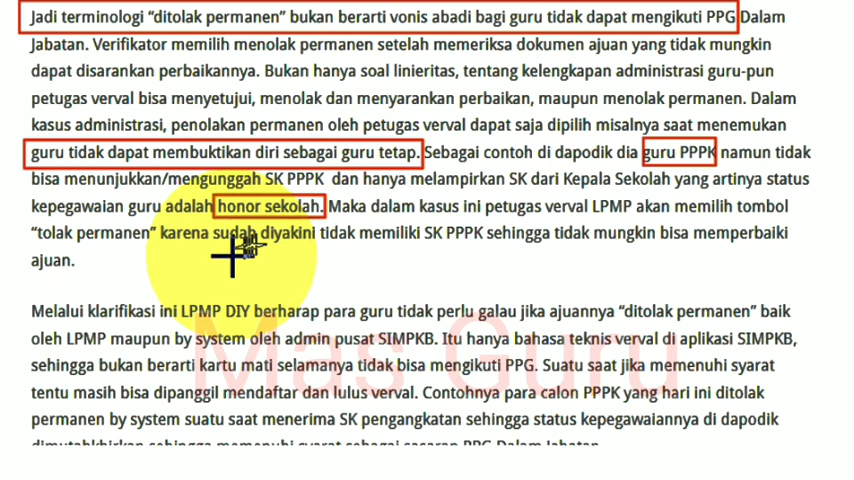 Jadi terminologi “ditolak permanen” bukan berarti vonis abadi bagi guru tidak dapat mengikuti PPG Dalam
Jabatan. Verifikator memilih menolak permanen setelah memeriksa dokumen ajuan yang tidak mungkin
dapat disarankan perbaikannya. Bukan hanya soal linieritas, tentang kelengkapan administrasi guru-pun
petugas verval bisa menyetujui, menolak dan menyarankan perbaikan, maupun menolak permanen. Dalam
kasus administrasi, penolakan permanen oleh petugas verval dapat saja dipilih misalnya saat menemukan
guru tidak dapat membuktikan diri sebagai guru tetap. Sebagai contoh di dapodik dia guru PPPK namun tidak
bisa menunjukkan/mengunggah SK PPPK dan hanya melampirkan SK dari Kepala Sekolah yang artinya status
kepegawaian guru adalah honor sekolah. Maka dalam kasus ini petugas verval LPMP akan memilih tombol
“tolak permanen” karena sudah diyakini tidak memiliki SK PPPK sehingga tidak mungkin bisa memperbaiki
ajuan.
Melalui klarifikasi ini LPMP DIY berharap para guru tidak perlu galau jika ajuannya “ditolak permanen” baik
oleh LPMP maupun by system oleh admin pusat SIMPKB. Itu hanya bahasa teknis verval di aplikasi SIMPKB,
sehingga bukan berarti kartu mati selamanya tidak bisa mengikuti PPG. Suatu saat jika memenuhi syarat
tentu masih bisa dipanggil mendaftar dan lulus verval. Contohnya para calon PPPK yang hari ini ditolak
permanen by system suatu saat menerima SK pengangkatan sehingga status kepegawaiannya di dapodik
dimutakhirkan sehingga memenuhi syarat sebagai sasaran PPG Dalam Jabatan.
Mas Guru